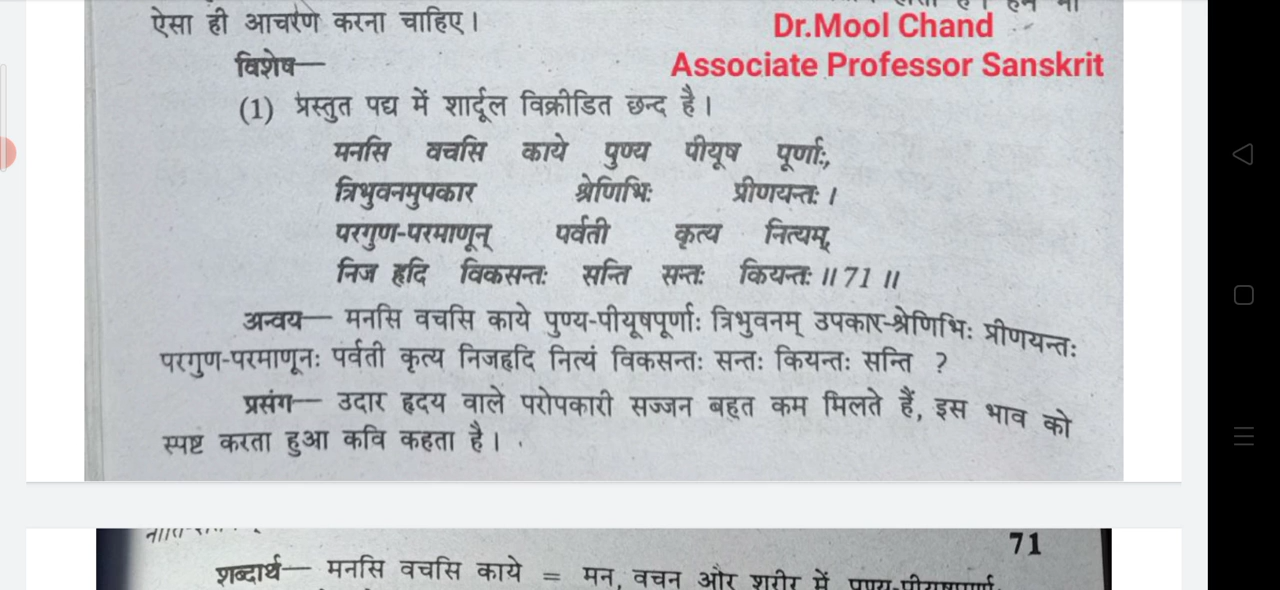 ऐसा ही आचरण करना चाहिए।
Dr.Mool Chand
विशेष—
Associate Professor Sanskrit
(1) प्रस्तुत पद्य में शार्दूल विक्रीडित छन्द है।
मनसि वचसि काये पुण्य पीयूष पूर्णाः,
त्रिभुवनमुपकार श्रेणिभिः प्रीणयन्तः।
परगुण-परमाणून् पर्वती कृत्य नित्यम्,
निज हृदि विकसन्तः सन्ति सन्तः कियन्तः ॥ 71 ॥
अन्वय— मनसि वचसि काये पुण्य-पीयूषपूर्णाः त्रिभुवनम् उपकार-श्रेणिभिः प्रीणयन्तः
परगुण-परमाणूनः पर्वती कृत्य निजहृदि नित्यं विकसन्तः सन्तः कियन्तः सन्ति ?
प्रसंग— उदार हृदय वाले परोपकारी सज्जन बहुत कम मिलते हैं, इस भाव को
स्पष्ट करता हुआ कवि कहता है।
71
शब्दार्थ— मनसि वचसि काये = मन, वचन और शरीर में